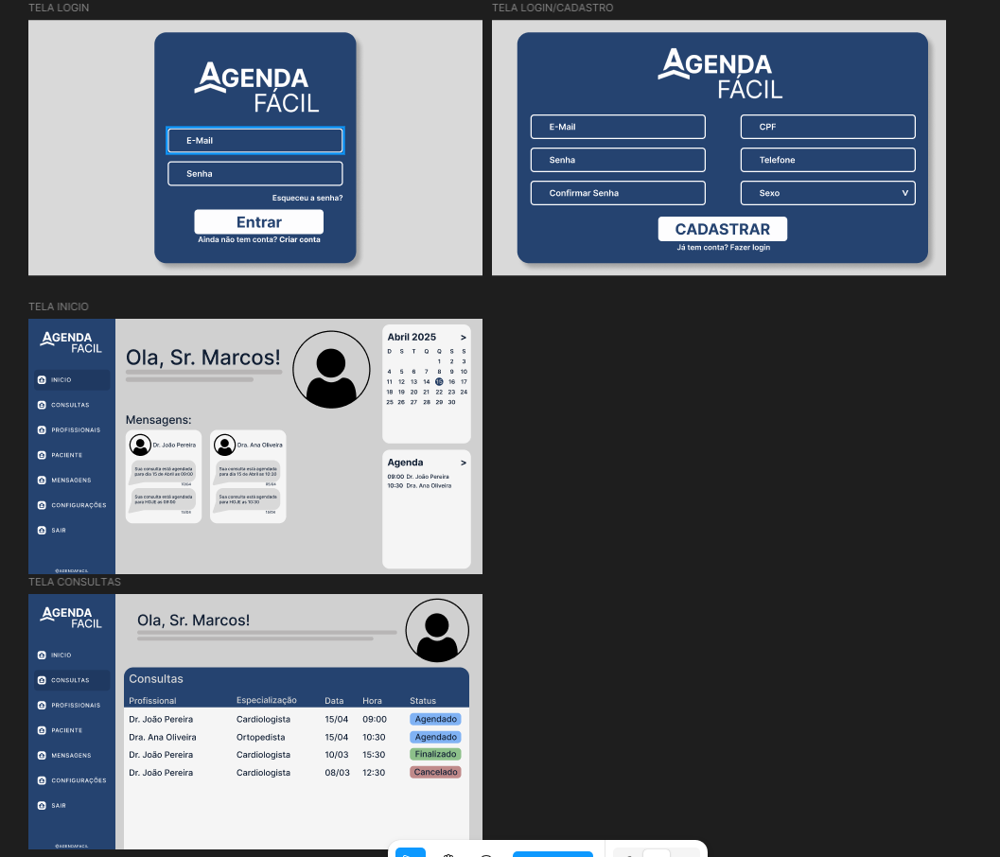 TELA LOGIN
AGENDA
FÁCIL
E-Mail
Senha
Esqueceu a senha?
Entrar
Ainda não tem conta? Criar conta
TELA LOGIN/CADASTRO
AGENDA
FÁCIL
E-Mail
CPF
Senha
Telefone
Confirmar Senha
Sexo V
CADASTRAR
Já tem conta? Fazer login
TELA INICIO
AGENDA
FACIL
INICIO
CONSULTAS
PROFISSIONAIS
PACIENTE
MENSAGENS
CONFIGURAÇÕES
SAIR
@AGENDAFACIL
Ola, Sr. Marcos!
Mensagens:
Dr. João Pereira
Sua consulta está agendada
para dia 15 de Abril as 09:00
10/04
Sua consulta está agendada
para HOJE as 09:00
15/04
Dra. Ana Oliveira
Sua consulta está agendada
para dia 15 de Abril as 10:30
Sua consulta está agendada
para HOJE as 10:30
Abril 2025 >
D S T Q Q S S
1 2 3
4 5 6 7 8 9 10
11 12 13 14 15 16 17
18 19 20 21 22 23 24
25 26 27 28 29 30
Agenda >
09:00 Dr. João Pereira
10:30 Dra. Ana Oliveira
TELA CONSULTAS
AGENDA
FACIL
INICIO
CONSULTAS
PROFISSIONAIS
PACIENTE
MENSAGENS
CONFIGURAÇÕES
SAIR
@AGENDAFACIL
Ola, Sr. Marcos!
Consultas
Profissional Especialização Data Hora Status
Dr. João Pereira Cardiologista 15/04 09:00 Agendado
Dra. Ana Oliveira Ortopedista 15/04 10:30 Agendado
Dr. João Pereira Cardiologista 10/03 15:30 Finalizado
Dr. João Pereira Cardiologista 08/03 12:30 Cancelado